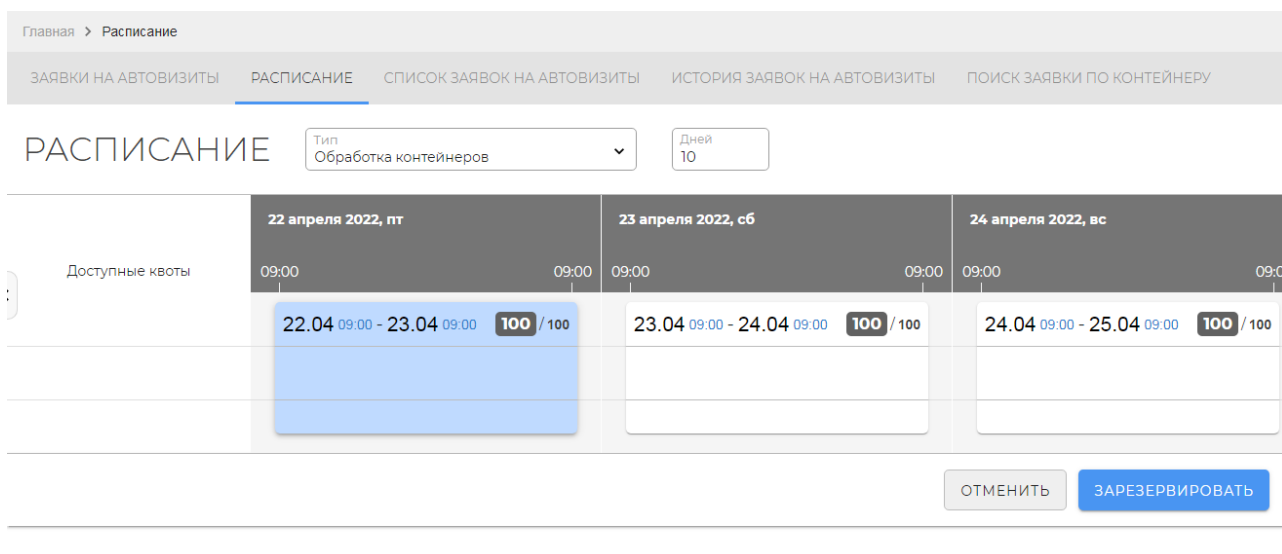 Главная > Расписание
ЗАЯВКИ НА АВТОВИЗИТЫ РАСПИСАНИЕ СПИСОК ЗАЯВОК НА АВТОВИЗИТЫ ИСТОРИЯ ЗАЯВОК НА АВТОВИЗИТЫ ПОИСК ЗАЯВКИ ПО КОНТЕЙНЕРУ
РАСПИСАНИЕ
Тип
Обработка контейнеров
Дней
10
22 апреля 2022, пт 23 апреля 2022, сб 24 апреля 2022, вс
Доступные квоты 09:00 09:00 09:00 09:00 09:00
22.04 09:00 - 23.04 09:00 100 / 100 23.04 09:00 - 24.04 09:00 100 / 100 24.04 09:00 - 25.04 09:00 100 / 100
ОТМЕНИТЬ ЗАРЕЗЕРВИРОВАТЬ